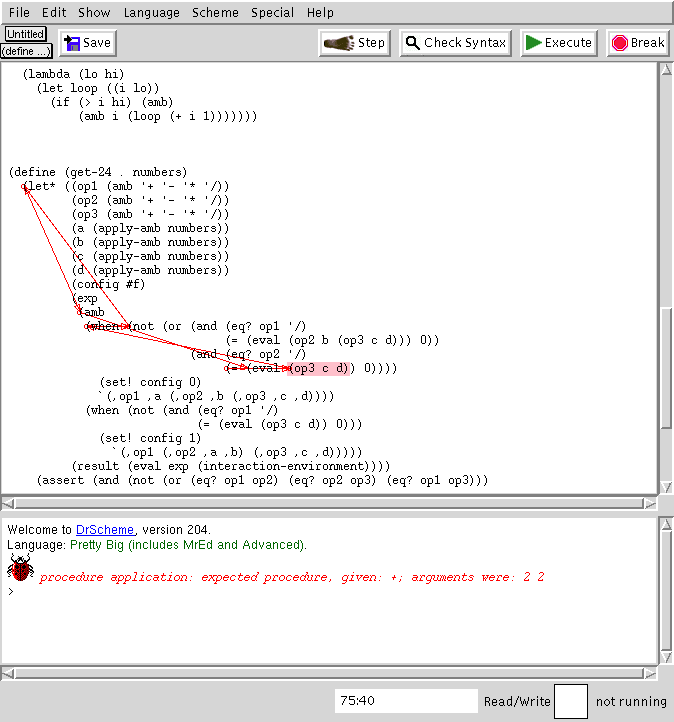 File Edit Show Language Scheme Special Help
Untitled
(define ...)
Save
Step
Check Syntax
Execute
Break
(lambda (lo hi)
(let loop ((i lo))
(if (> i hi) (amb)
(amb i (loop (+ i 1)))))))
(define (get-24 . numbers)
(let* ((op1 (amb '+ '- '* '/))
(op2 (amb '+ '- '* '/))
(op3 (amb '+ '- '* '/))
(a (apply-amb numbers))
(b (apply-amb numbers))
(c (apply-amb numbers))
(d (apply-amb numbers))
(config #f)
(exp
(amb
(when (not (or (and (eq? op1 '/)
(= (eval (op2 b (op3 c d))) 0))
(and (eq? op2 '/)
(= (eval (op3 c d)) 0))))
(set! config 0)
`(,op1 ,a (,op2 ,b (,op3 ,c ,d))))
(when (not (and (eq? op1 '/)
(= (eval (op3 c d)) 0)))
(set! config 1)
`(,op1 (,op2 ,a ,b) (,op3 ,c ,d)))))
(result (eval exp (interaction-environment))))
(assert (and (not (or (eq? op1 op2) (eq? op2 op3) (eq? op1 op3)))
Welcome to DrScheme, version 204.
Language: Pretty Big (includes MrEd and Advanced).
procedure application: expected procedure, given: +; arguments were: 2 2
>
75:40
Read/Write
not running